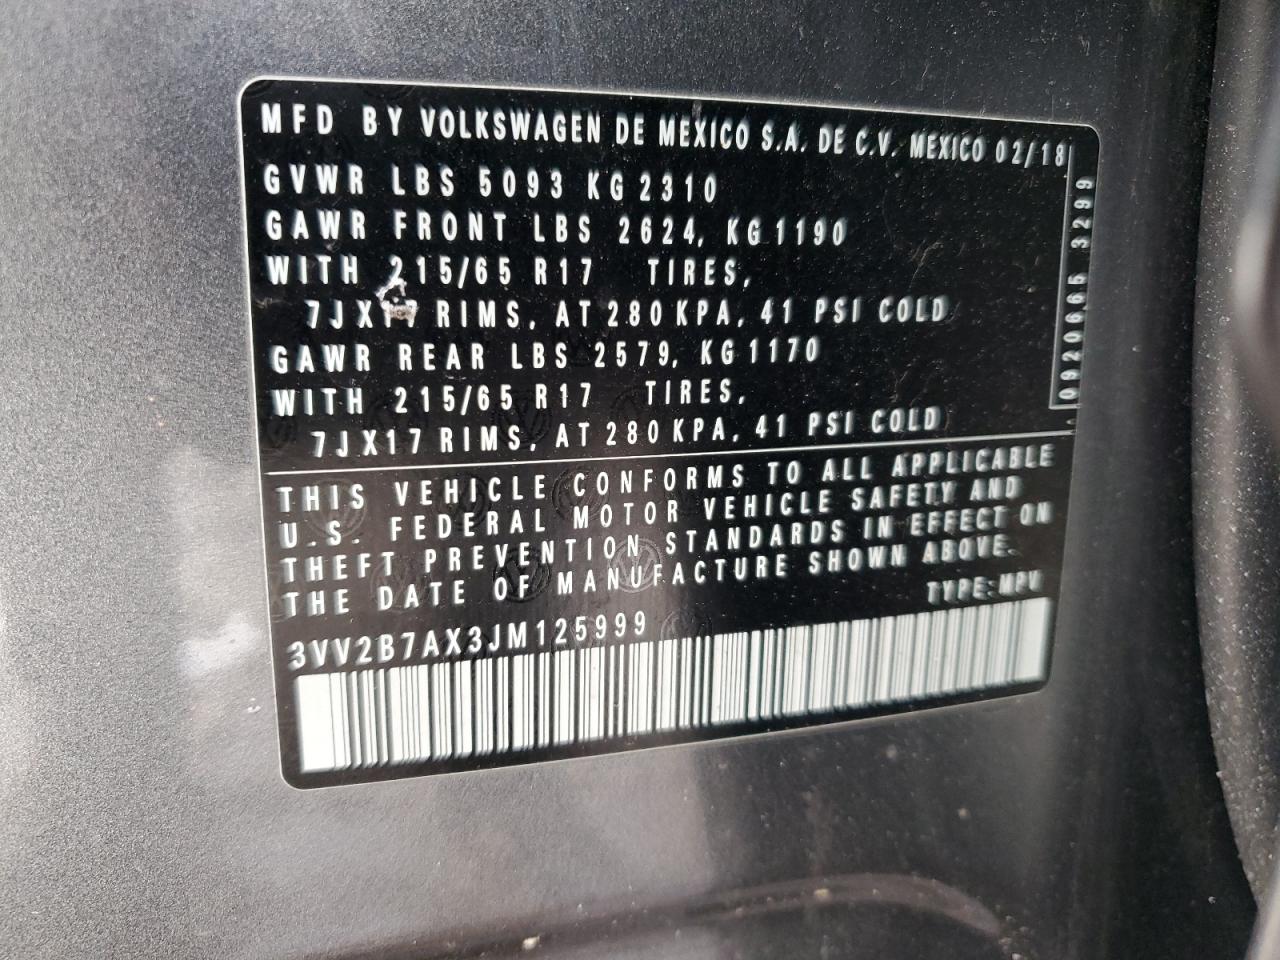 MFD BY VOLKSWAGEN DE MEXICO S.A. DE C.V. MEXICO 02/18
GVWR LBS 5093 KG 2310
GAWR FRONT LBS 2624, KG 1190
WITH 215/65 R17 TIRES,
7JX17 RIMS, AT 280 KPA, 41 PSI COLD
GAWR REAR LBS 2579, KG 1170
WITH 215/65 R17 TIRES,
7JX17 RIMS, AT 280 KPA, 41 PSI COLD
0920665 3299
THIS VEHICLE CONFORMS TO ALL APPLICABLE
U.S. FEDERAL MOTOR VEHICLE SAFETY AND
THEFT PREVENTION STANDARDS IN EFFECT ON
THE DATE OF MANUFACTURE SHOWN ABOVE.
TYPE: MPV
3VV2B7AX3JM125999